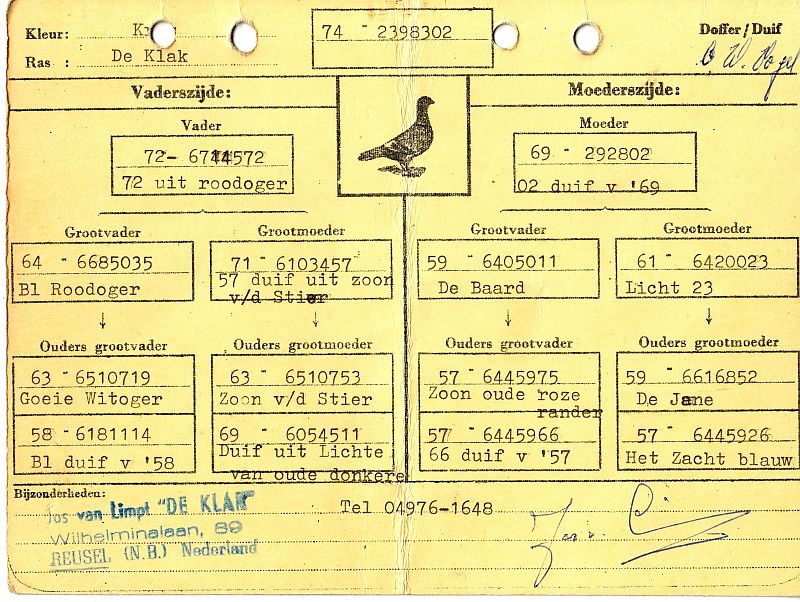 Kleur:
74 - 2398302
Doffer / Duif
Ras : De Klak
Vaderszijde:
Moederszijde:
Vader
72- 6714572
72 uit roodoger
Moeder
69 - 292802
02 duif v '69
Grootvader
64 - 6685035
Bl Roodoger
Grootmoeder
71 - 6103457
57 duif uit zoon
v/d Stier
Grootvader
59 - 6405011
De Baard
Grootmoeder
61 - 6420023
Licht 23
Ouders grootvader
63 - 6510719
Goeie Witoger
58 - 6181114
Bl duif v '58
Ouders grootmoeder
63 - 6510753
Zoon v/d Stier
69 - 6054511
Duif uit Lichte
van oude donkere
Ouders grootvader
57 - 6445975
Zoon oude roze
rander
57 - 6445966
66 duif v '57
Ouders grootmoeder
59 - 6616852
De Jane
57 - 6445926
Het Zacht blauw
Bijzonderheden:
Jos van Limpt "DE KLAK"
Wilhelminalaan, 89
REUSEL (N.B.) Nederland
Tel 04976-1648